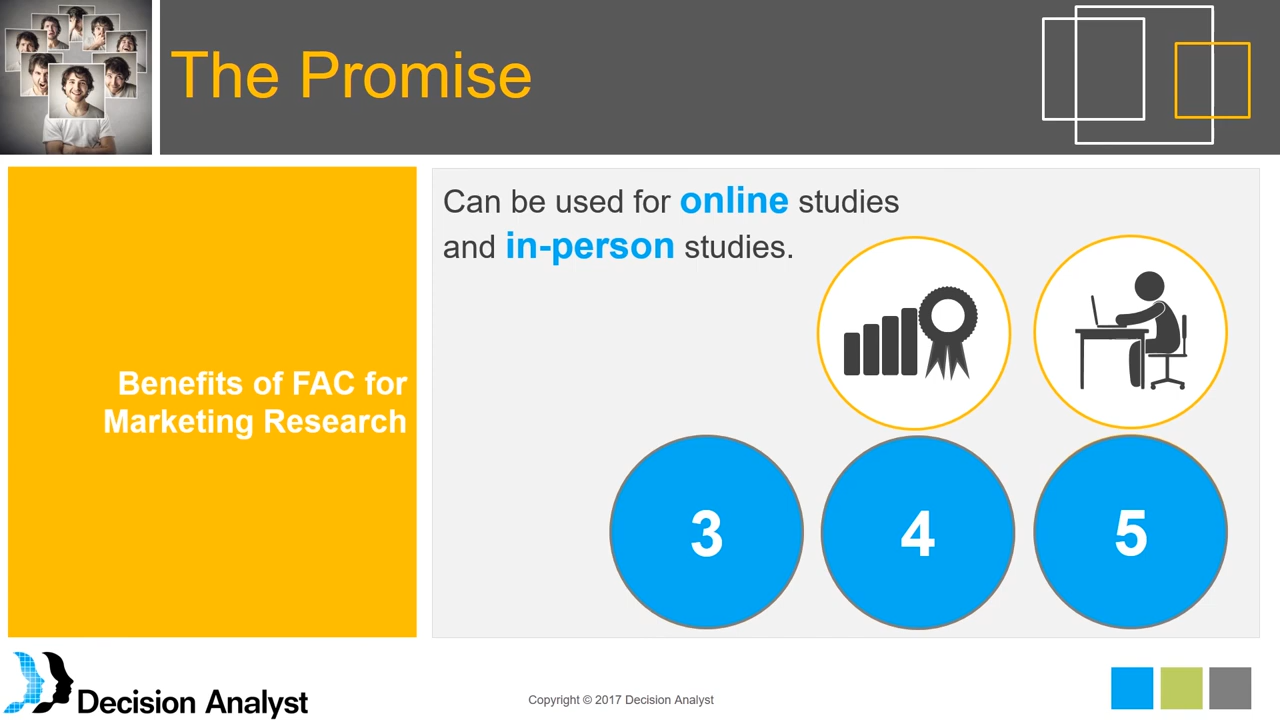 The Promise
Benefits of FAC for
Marketing Research
Can be used for online studies
and in-person studies.
3
4
5
Decision Analyst
Copyright © 2017 Decision Analyst